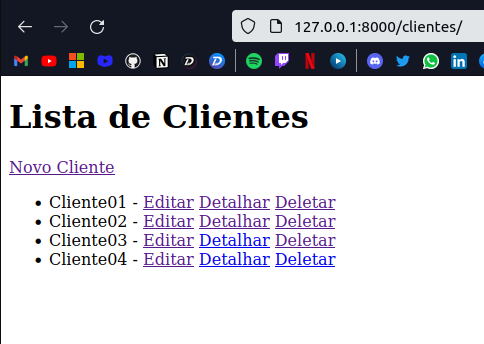 127.0.0.1:8000/clientes/
Lista de Clientes
Novo Cliente
Cliente01 - Editar Detalhar Deletar
Cliente02 - Editar Detalhar Deletar
Cliente03 - Editar Detalhar Deletar
Cliente04 - Editar Detalhar Deletar